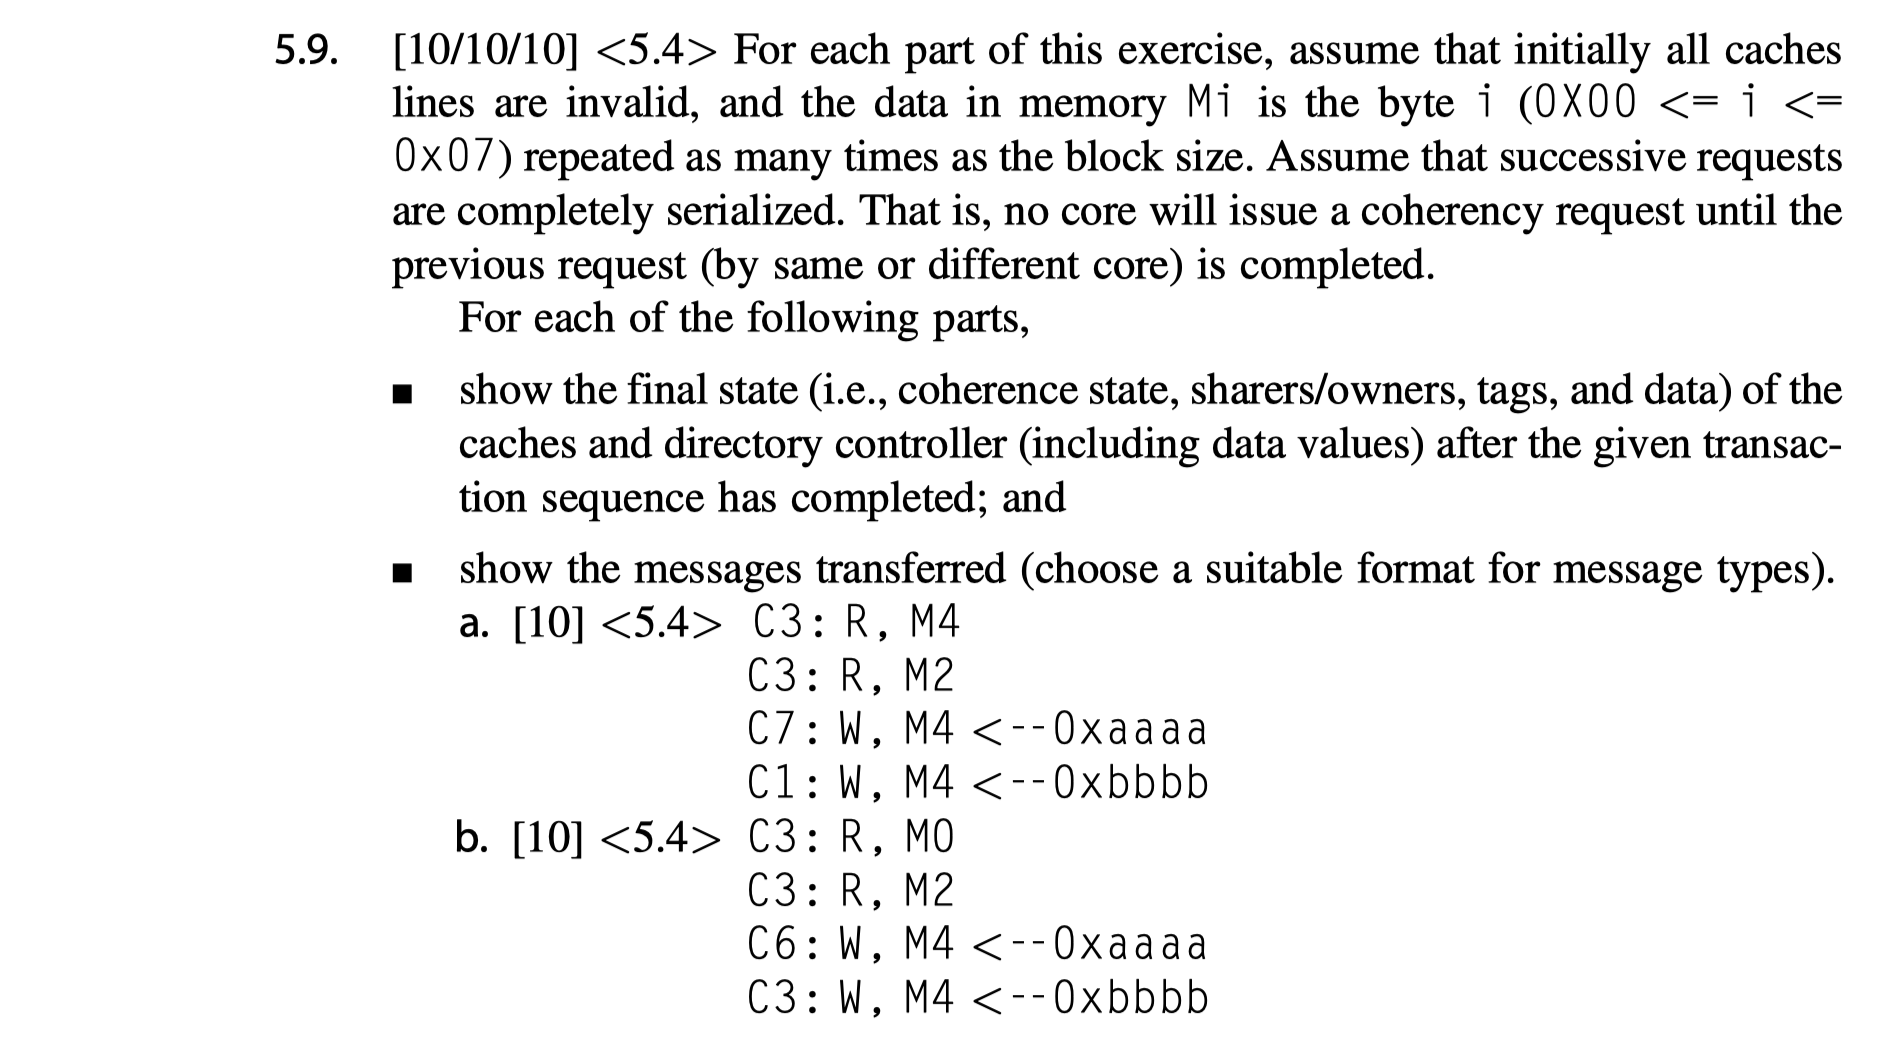 5.9. [10/10/10] <5.4> For each part of this exercise, assume that initially all caches
lines are invalid, and the data in memory Mi is the byte i (0X00 <= i <=
0x07) repeated as many times as the block size. Assume that successive requests
are completely serialized. That is, no core will issue a coherency request until the
previous request (by same or different core) is completed.
For each of the following parts,
■ show the final state (i.e., coherence state, sharers/owners, tags, and data) of the
caches and directory controller (including data values) after the given transac-
tion sequence has completed; and
■ show the messages transferred (choose a suitable format for message types).
a. [10] <5.4> C3: R, M4
C3: R, M2
C7: W, M4 <--0xaaaa
C1: W, M4 <--0xbbbb
b. [10] <5.4> C3: R, M0
C3: R, M2
C6: W, M4 <--0xaaaa
C3: W, M4 <--0xbbbb